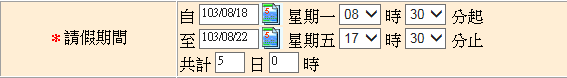 自 103/08/18 星期一 08 時 30 分起
*請假期間 至 103/08/22 星期五 17 時 30 分止
共計 5 日 0 時